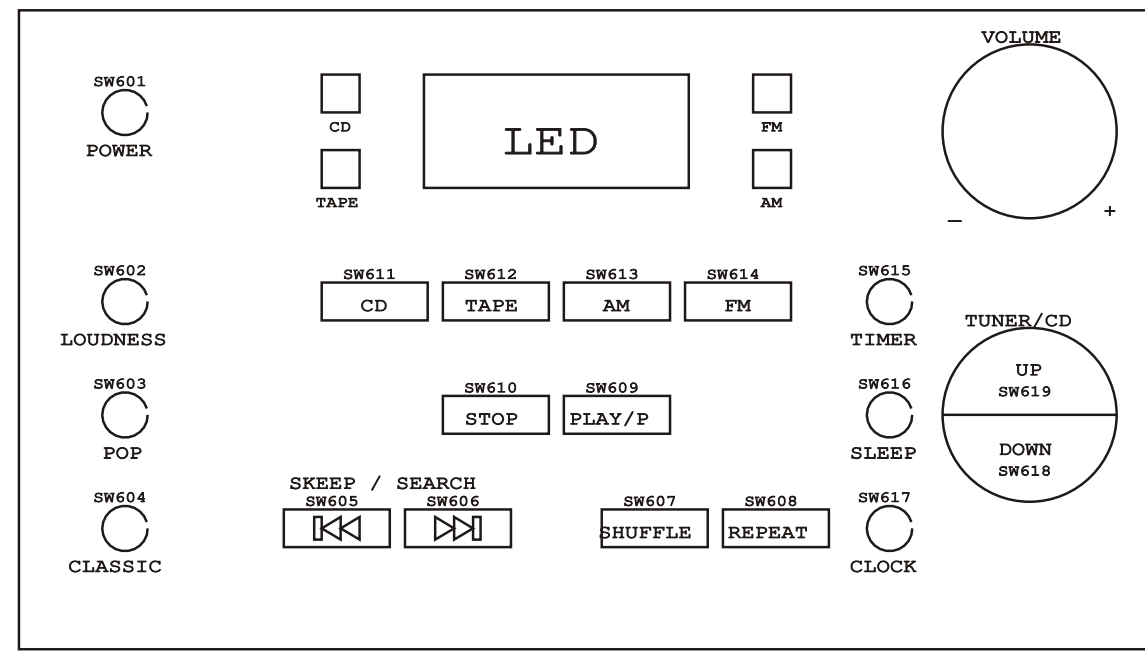 VOLUME
SW601
POWER
CD
TAPE
LED
FM
AM
- +
SW602
LOUDNESS
SW611 SW612 SW613 SW614
CD TAPE AM FM
SW615
TIMER
TUNER/CD
UP
SW619
DOWN
SW618
SW603
POP
SW610 SW609
STOP PLAY/P
SW616
SLEEP
SKEEP / SEARCH
SW604
CLASSIC
SW605 SW606
SW607 SW608
SHUFFLE REPEAT
SW617
CLOCK